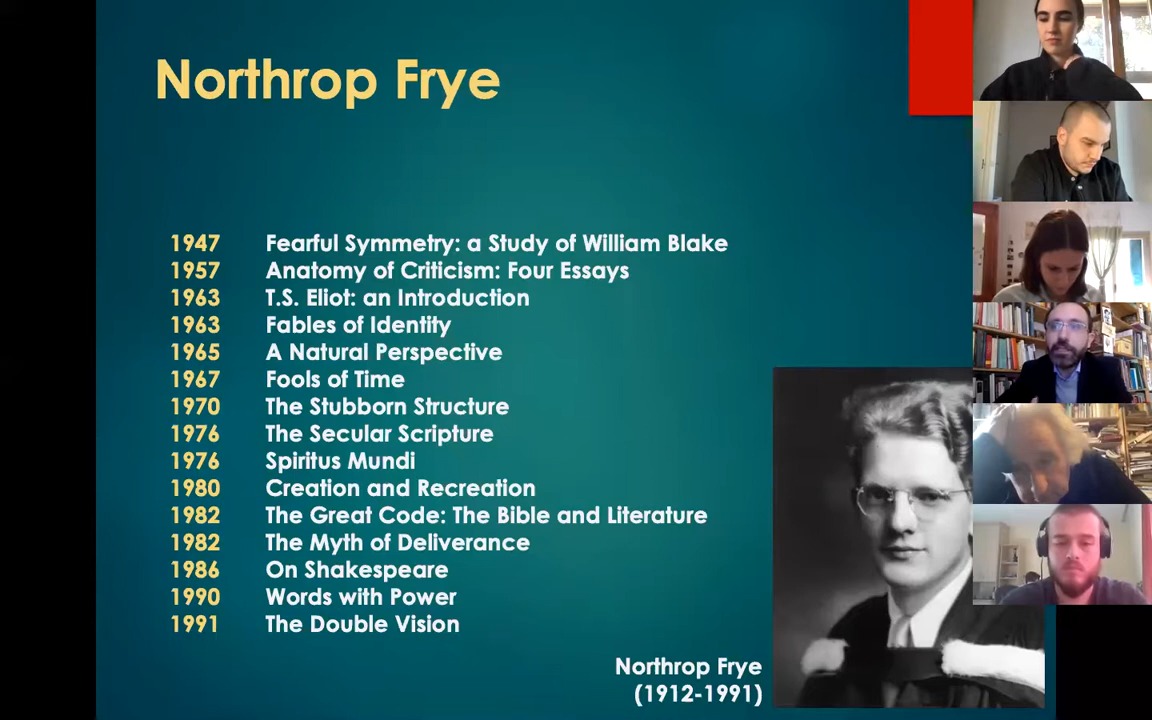 Northrop Frye
1947 Fearful Symmetry: a Study of William Blake
1957 Anatomy of Criticism: Four Essays
1963 T.S. Eliot: an Introduction
1963 Fables of Identity
1965 A Natural Perspective
1967 Fools of Time
1970 The Stubborn Structure
1976 The Secular Scripture
1976 Spiritus Mundi
1980 Creation and Recreation
1982 The Great Code: The Bible and Literature
1982 The Myth of Deliverance
1986 On Shakespeare
1990 Words with Power
1991 The Double Vision
Northrop Frye
(1912-1991)